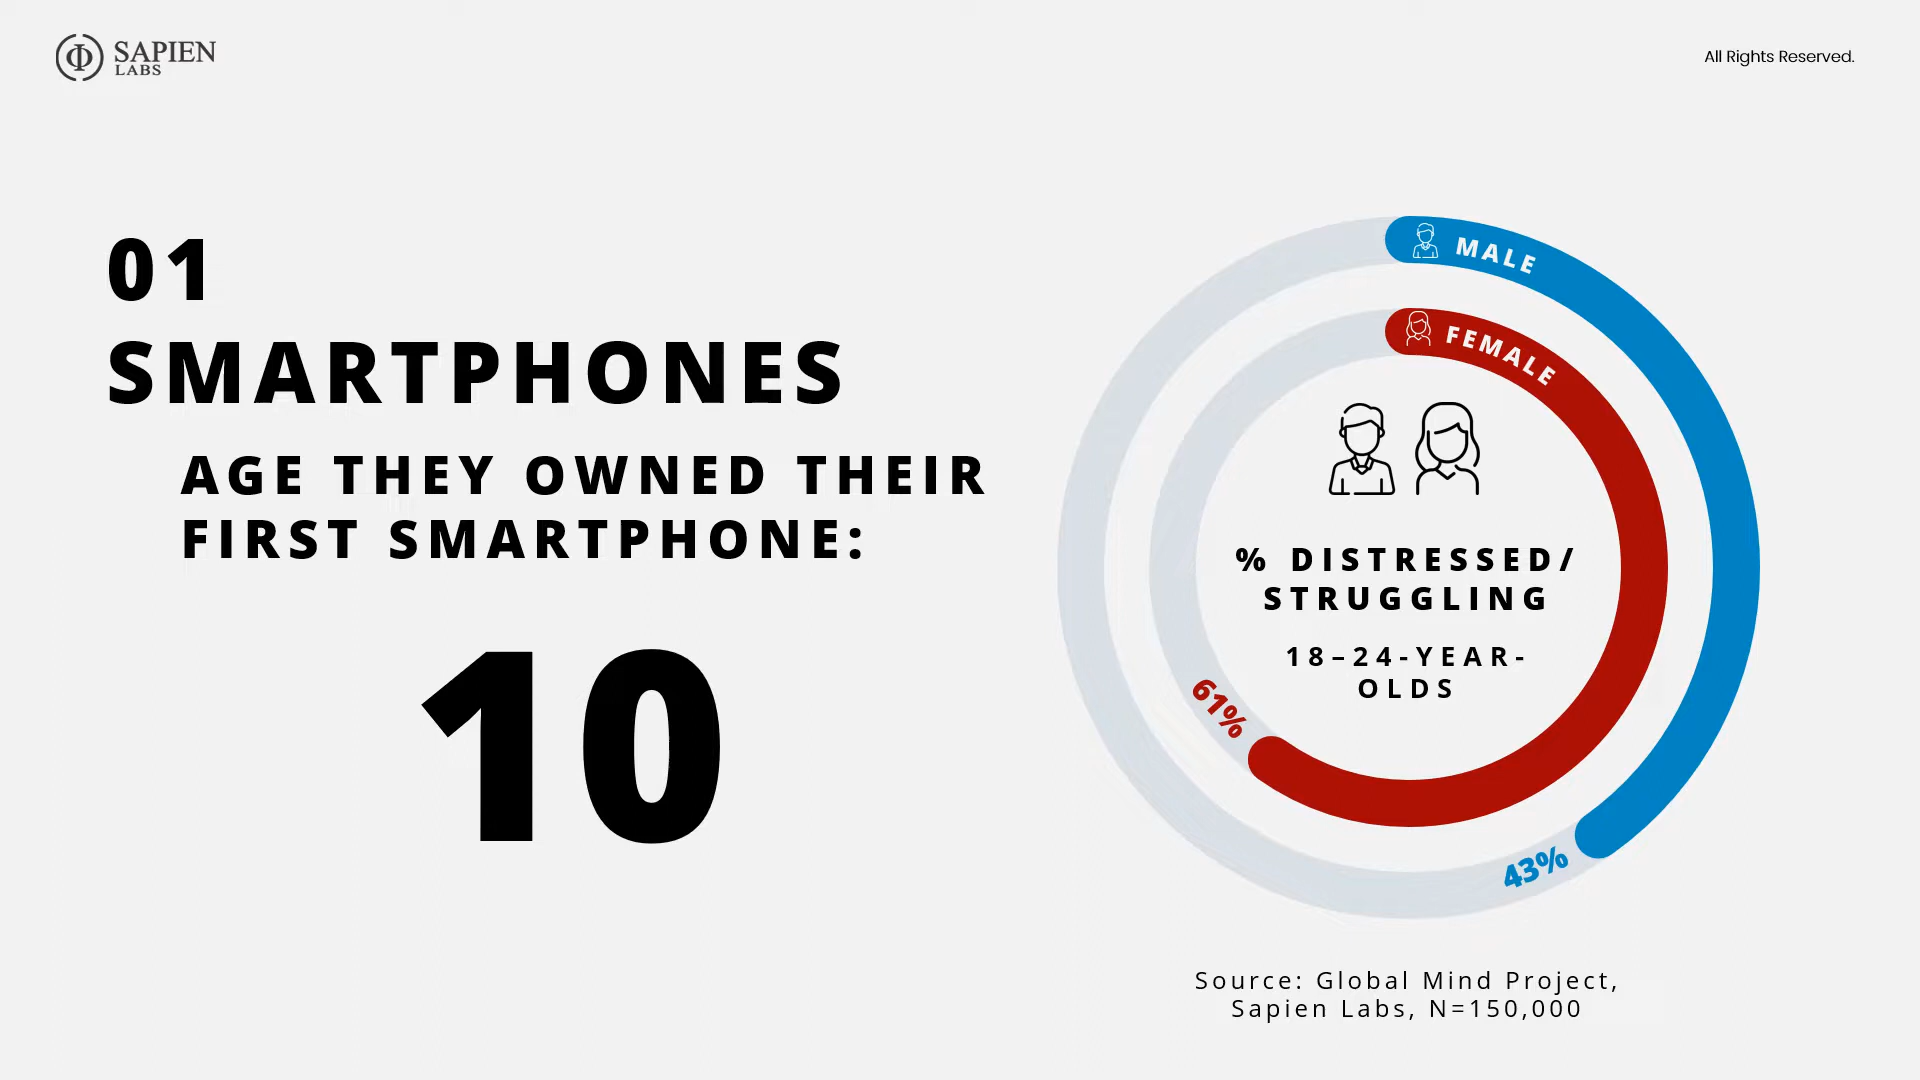 Φ SAPIEN
LABS
All Rights Reserved.
01
SMARTPHONES
AGE THEY OWNED THEIR
FIRST SMARTPHONE:
10
MALE
FEMALE
% DISTRESSED/
STRUGGLING
18–24-YEAR-
OLDS
61%
43%
Source: Global Mind Project,
Sapien Labs, N=150,000